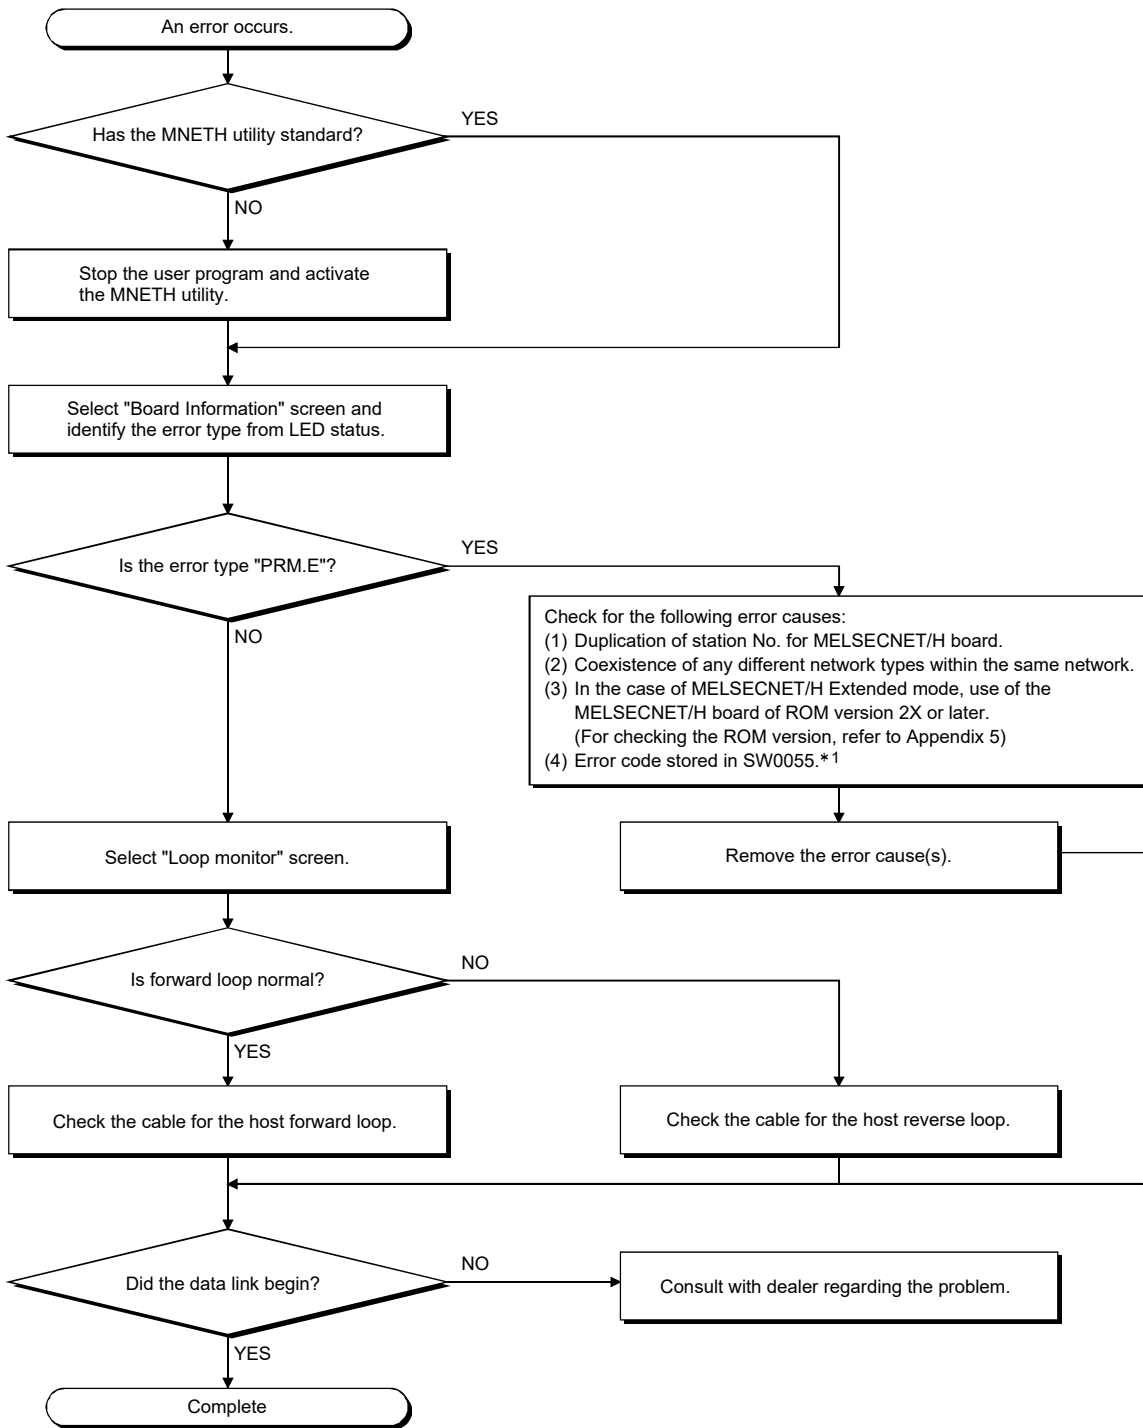 An error occurs.
Has the MNETH utility standard?
YES
NO
Stop the user program and activate
the MNETH utility.
Select "Board Information" screen and
identify the error type from LED status.
Is the error type "PRM.E"?
YES
NO
Check for the following error causes:
(1) Duplication of station No. for MELSECNET/H board.
(2) Coexistence of any different network types within the same network.
(3) In the case of MELSECNET/H Extended mode, use of the
MELSECNET/H board of ROM version 2X or later.
(For checking the ROM version, refer to Appendix 5)
(4) Error code stored in SW0055.*1
Select "Loop monitor" screen.
Remove the error cause(s).
Is forward loop normal?
NO
YES
Check the cable for the host forward loop.
Check the cable for the host reverse loop.
Did the data link begin?
NO
Consult with dealer regarding the problem.
YES
Complete